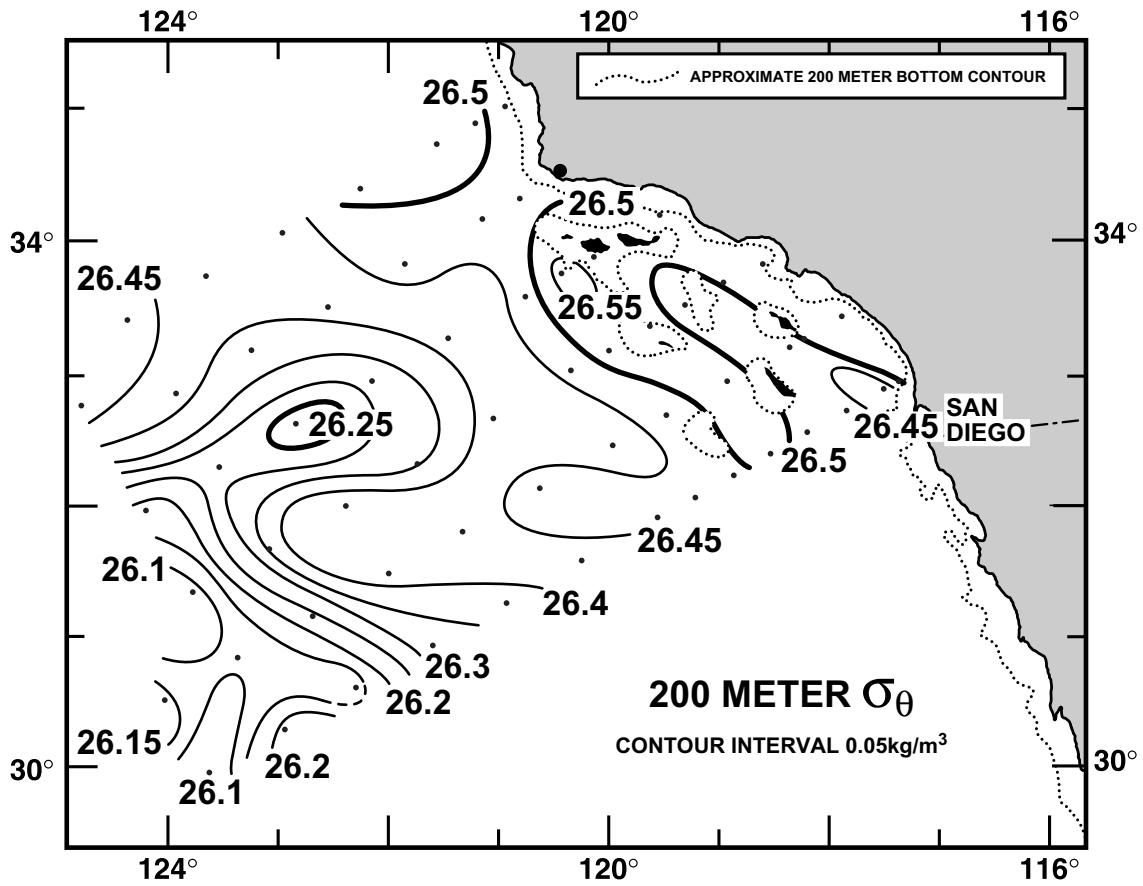 124° 120° 116°
APPROXIMATE 200 METER BOTTOM CONTOUR
26.5
26.5
34° 34°
26.45
26.55
26.25
26.45
SAN
DIEGO
26.5
26.45
26.1
26.4
26.3
26.2
200 METER σθ
CONTOUR INTERVAL 0.05kg/m³
26.15
26.2
30° 30°
26.1
124° 120° 116°